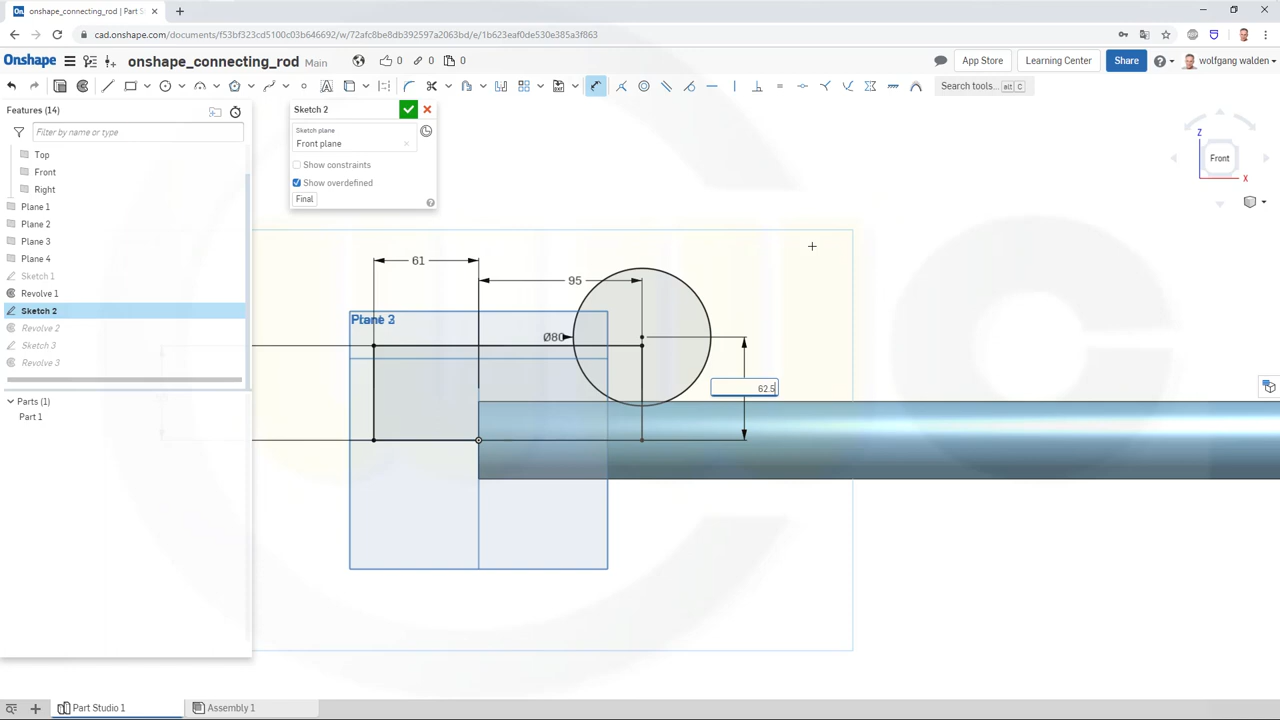 onshape_connecting_rod | Part S
cad.onshape.com/documents/f53bf323cd5100c03b646692/w/72afc8be8db392597a2063bd/e/1b623eaf0de530e385a3f868
Onshape onshape_connecting_rod Main 0 0 0 App Store Learning Center Share wolfgang walden
Search tools... alt C
Features (14)
Filter by name or type
Top
Front
Right
Plane 1
Plane 2
Plane 3
Plane 4
Sketch 1
Revolve 1
Sketch 2
Revolve 2
Sketch 3
Revolve 3
Parts (1)
Part 1
Sketch 2
Sketch plane
Front plane
Show constraints
Show overdefined
Final
Z
Front
X
61
95
Ø80
62.5
Part Studio 1
Assembly 1